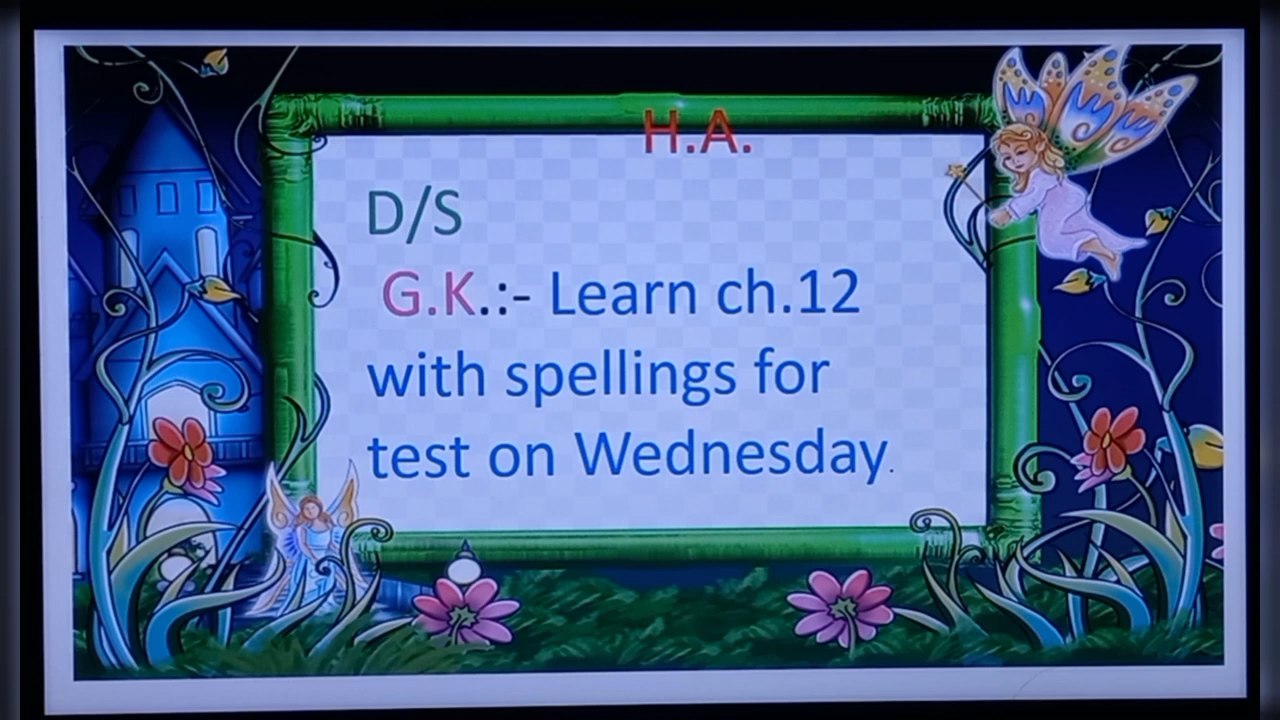 H.A.
D/S
G.K.:- Learn ch.12
with spellings for
test on Wednesday.